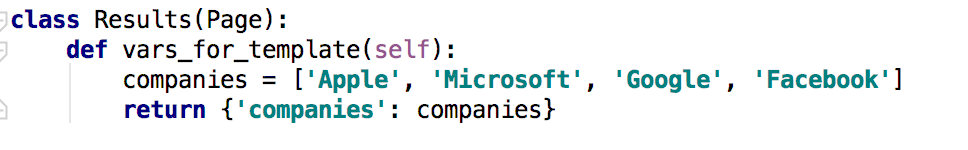 class Results(Page):
    def vars_for_template(self):
        companies = ['Apple', 'Microsoft', 'Google', 'Facebook']
        return {'companies': companies}